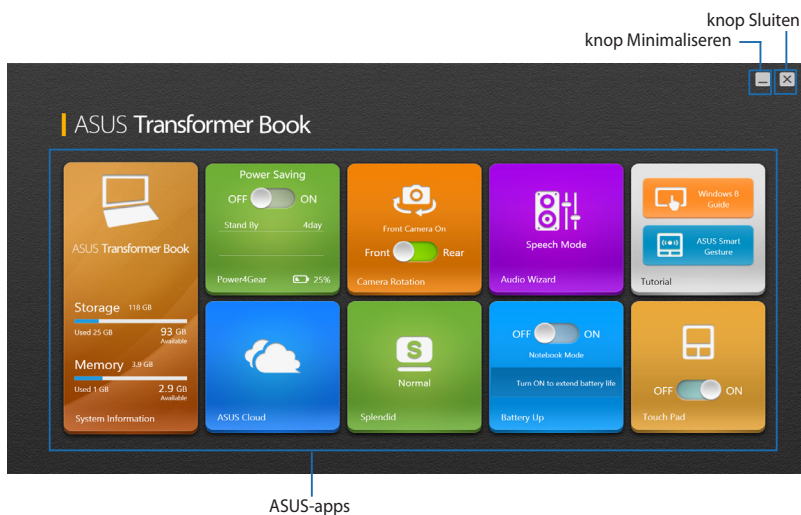 knop Sluiten
knop Minimaliseren
ASUS Transformer Book
ASUS Transformer Book
Storage 118 GB
Used 25 GB 93 GB
Available
Memory 3.9 GB
Used 1 GB 2.9 GB
Available
System Information
Power Saving
OFF ON
Stand By 4day
Power4Gear 25%
Front Camera On
Front Rear
Camera Rotation
Speech Mode
Audio Wizard
Windows 8
Guide
ASUS Smart
Gesture
Tutorial
ASUS Cloud
S
Normal
Splendid
OFF ON
Notebook Mode
Turn ON to extend battery life
Battery Up
OFF ON
Touch Pad
ASUS-apps